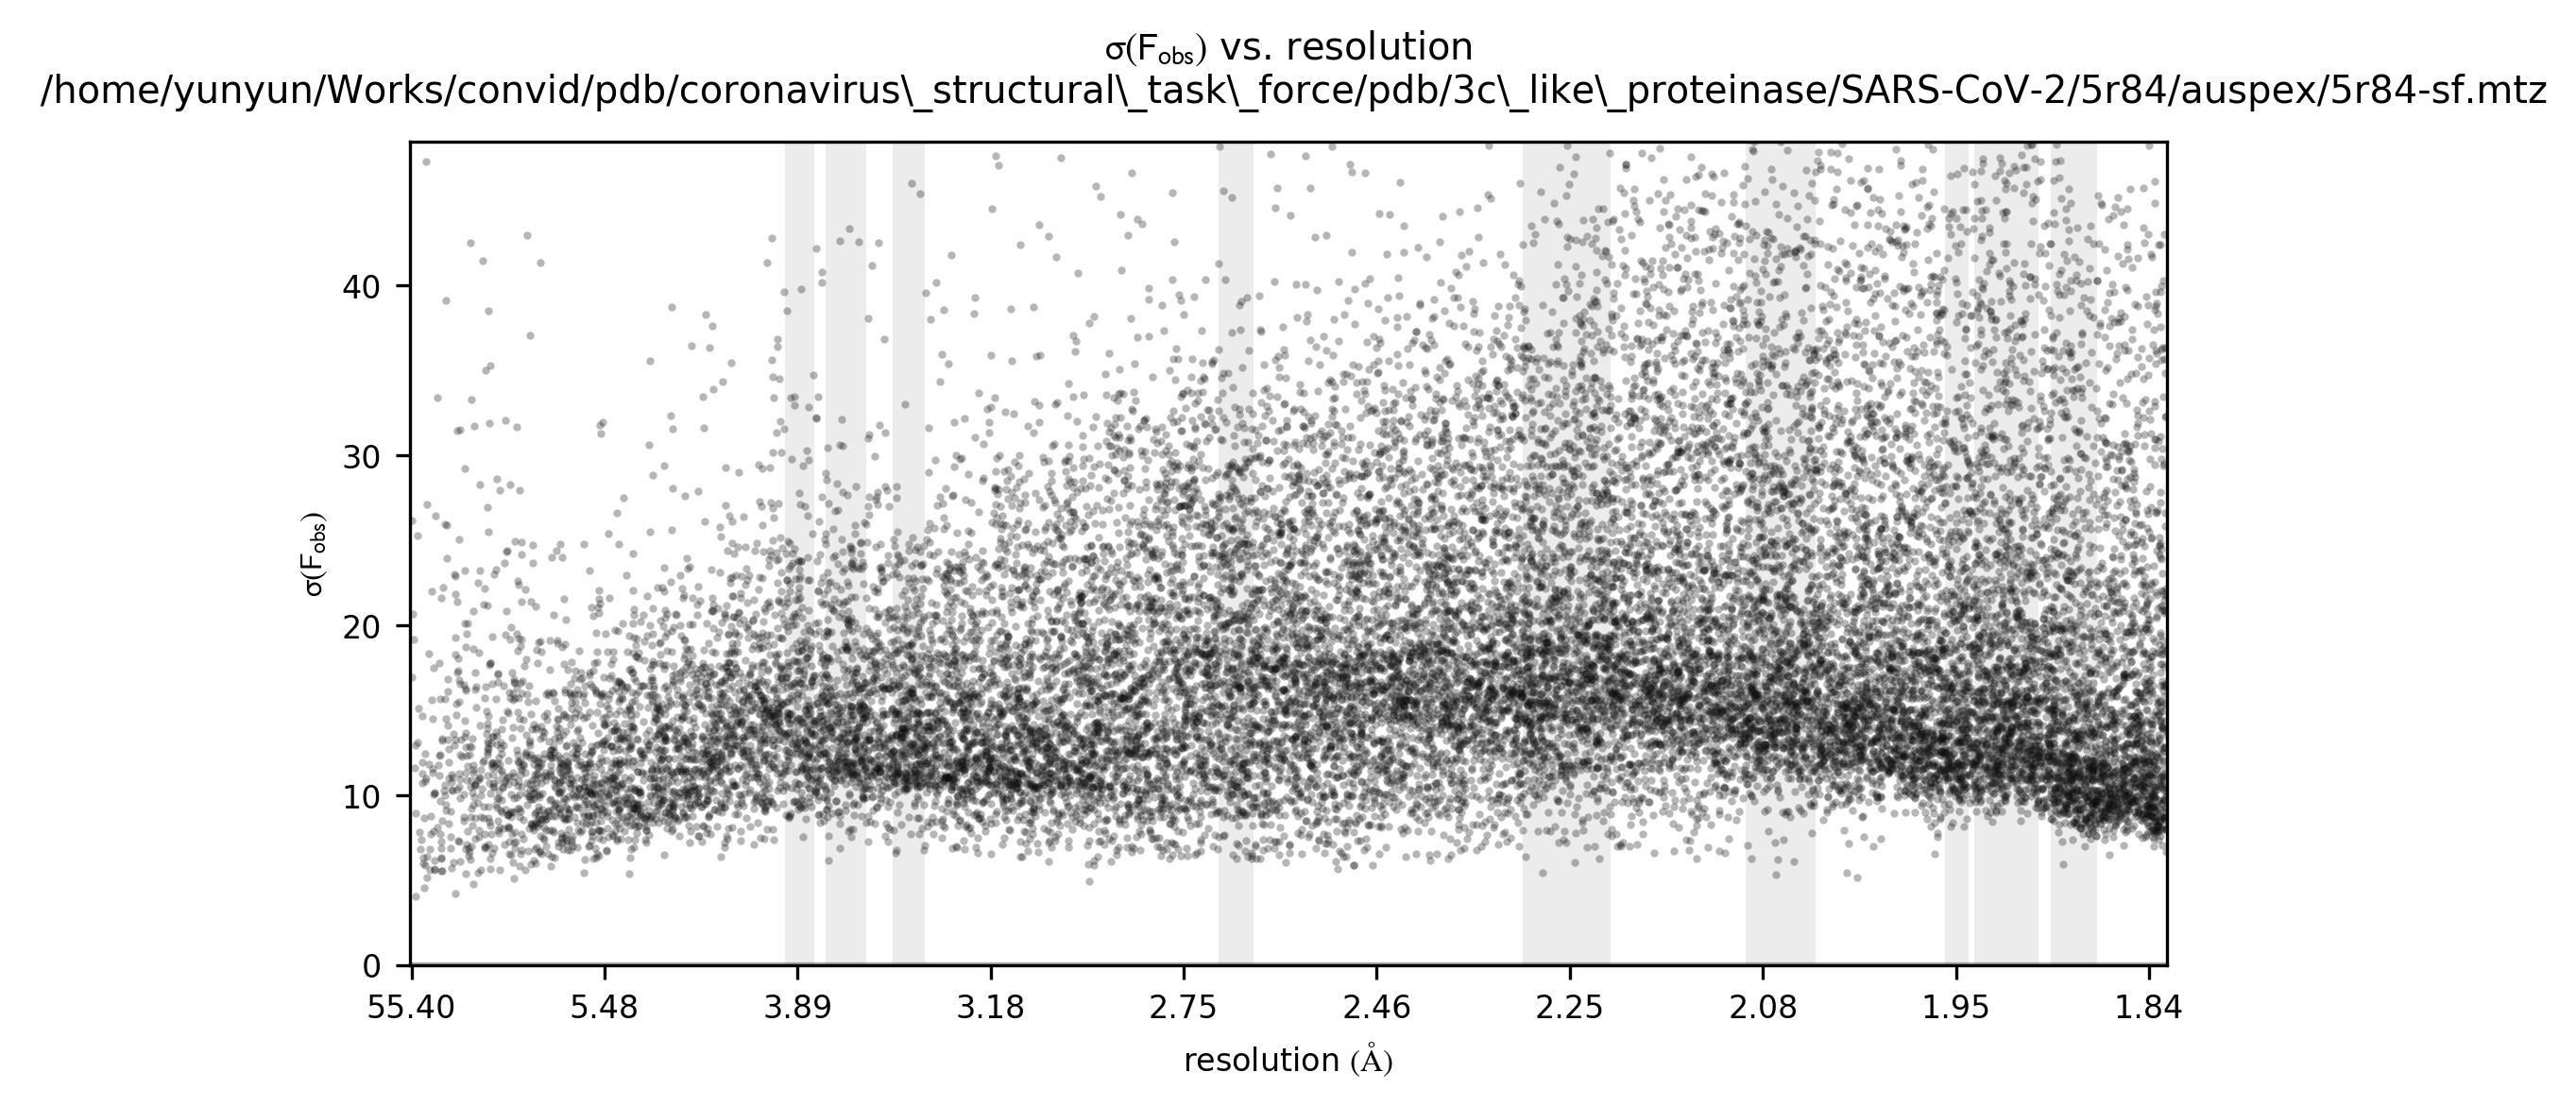 σ(Fobs) vs. resolution
/home/yunyun/Works/convid/pdb/coronavirus\_structural\_task\_force/pdb/3c\_like\_proteinase/SARS-CoV-2/5r84/auspex/5r84-sf.mtz
σ(Fobs)
40
30
20
10
0
55.40 5.48 3.89 3.18 2.75 2.46 2.25 2.08 1.95 1.84
resolution (Å)